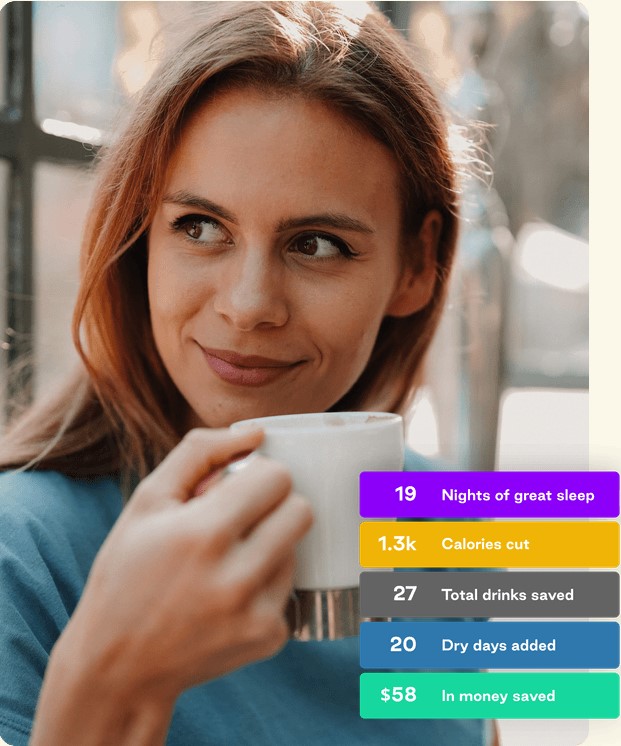 19 Nights of great sleep
1.3k Calories cut
27 Total drinks saved
20 Dry days added
$58 In money saved